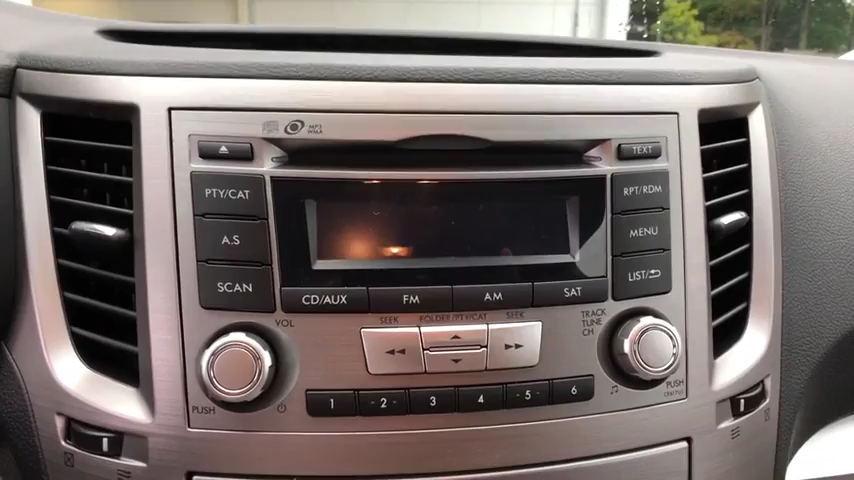 MP3
WMA
TEXT
PTY/CAT
RPT/RDM
A.S
MENU
SCAN
LIST/
CD/AUX FM AM SAT
VOL
SEEK FOLDER/PTY/CAT SEEK
TRACK
TUNE
CH
PUSH
PUSH
1 -2- 3 4 -5- 6